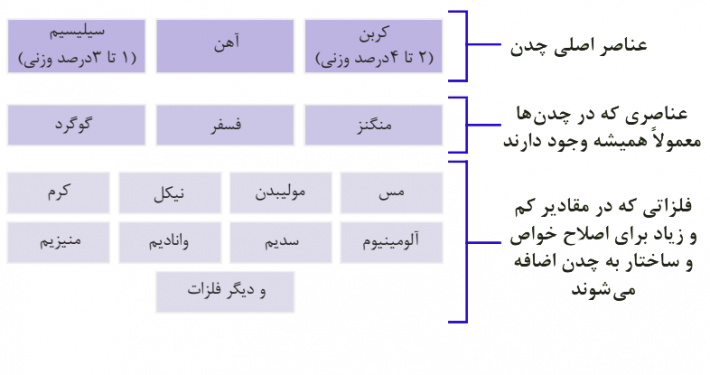 عناصر اصلی چدن
کربن
(۲ تا ۴درصد وزنی)
آهن
سیلیسیم
(۱ تا ۳درصد وزنی)
عناصری که در چدن‌ها
معمولاً همیشه وجود دارند
منگنز
فسفر
گوگرد
فلزاتی که در مقادیر کم
و زیاد برای اصلاح خواص
و ساختار به چدن اضافه
می‌شوند
مس
مولیبدن
نیکل
کرم
آلومینیوم
سدیم
وانادیم
منیزیم
و دیگر فلزات